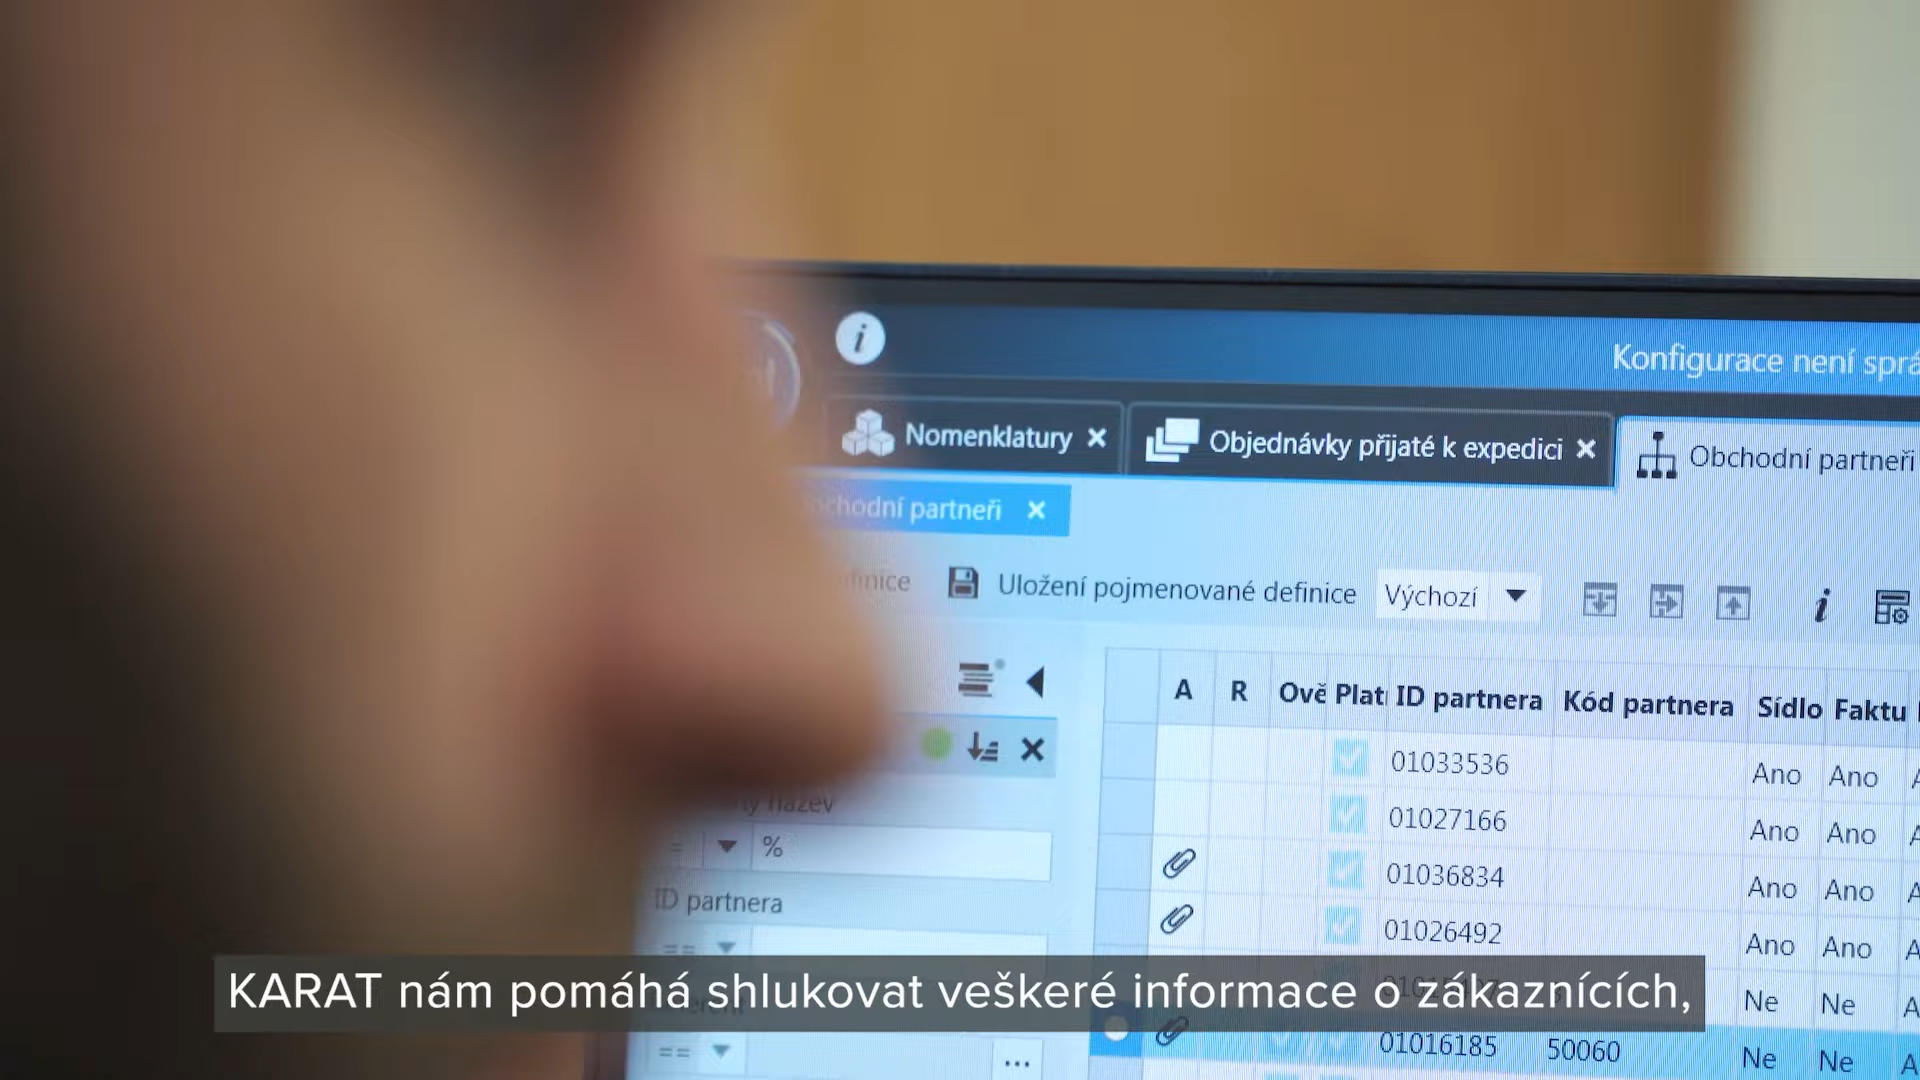 Konfigurace není sprá
Nomenklatury
Objednávky přijaté k expedici
Obchodní partneři
chodní partneři
Uložení pojmenované definice
Výchozí
A R Ově Plat ID partnera Kód partnera Sídlo Faktu
01033536 Ano Ano
01027166 Ano Ano
název
%
01036834 Ano Ano
ID partnera
01026492 Ano Ano
==
KARAT nám pomáhá shlukovat veškeré informace o zákaznících,
Ne Ne
== ...
01016185 50060 Ne Ne